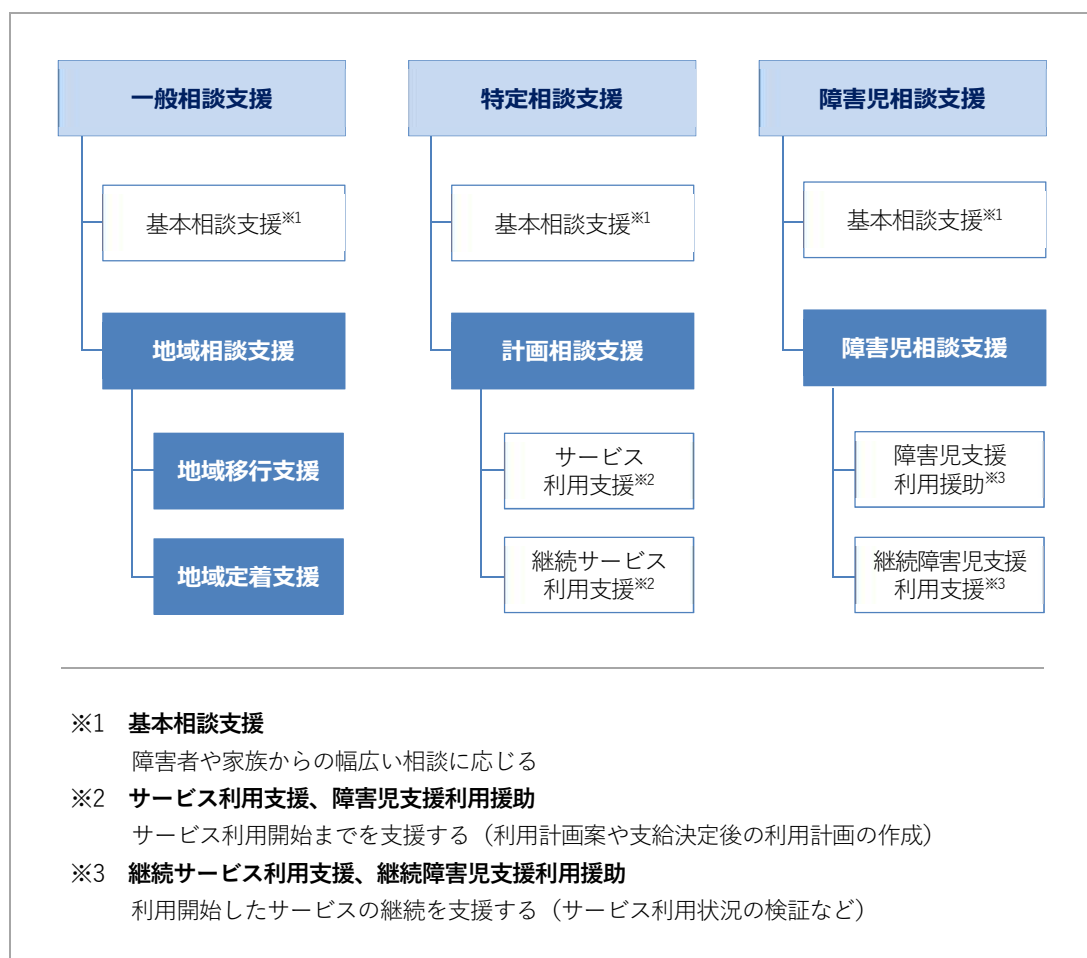 一般相談支援
特定相談支援
障害児相談支援
基本相談支援※1
基本相談支援※1
基本相談支援※1
地域相談支援
計画相談支援
障害児相談支援
地域移行支援
サービス
利用支援※2
障害児支援
利用援助※3
地域定着支援
継続サービス
利用支援※2
継続障害児支援
利用支援※3
※1 基本相談支援
障害者や家族からの幅広い相談に応じる
※2 サービス利用支援、障害児支援利用援助
サービス利用開始までを支援する（利用計画案や支給決定後の利用計画の作成）
※3 継続サービス利用支援、継続障害児支援利用援助
利用開始したサービスの継続を支援する（サービス利用状況の検証など）